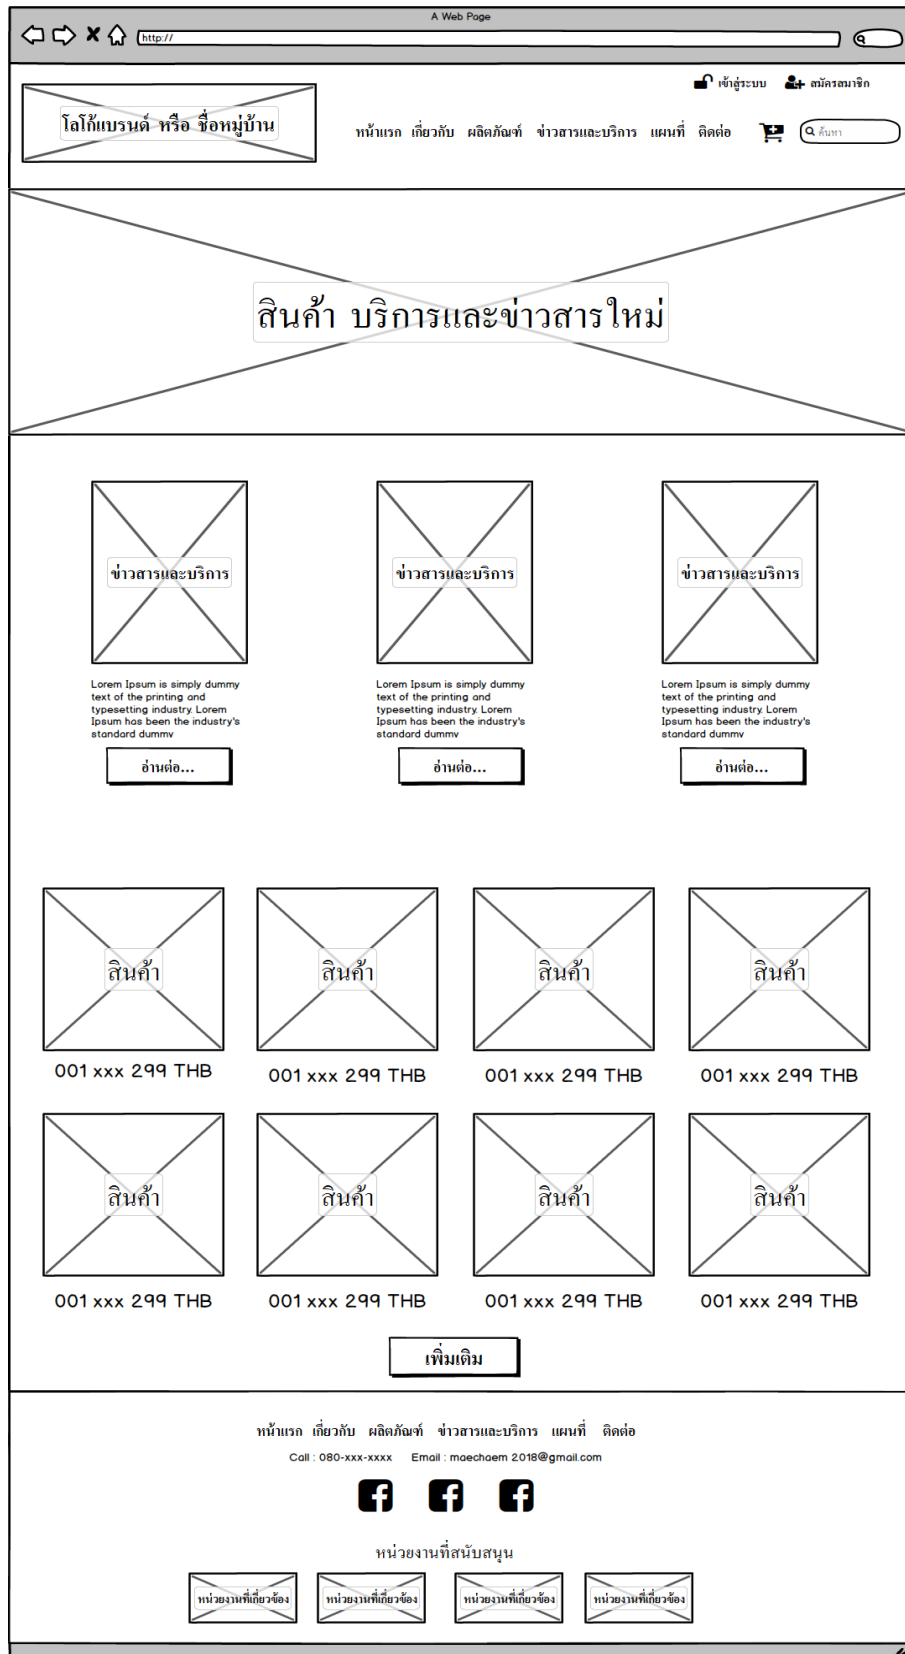 A Web Page
http://
เข้าสู่ระบบ สมัครสมาชิก
โลโก้แบรนด์ หรือ ชื่อหมู่บ้าน
หน้าแรก เกี่ยวกับ ผลิตภัณฑ์ ข่าวสารและบริการ แผนที่ ติดต่อ ค้นหา
สินค้า บริการและข่าวสารใหม่
ข่าวสารและบริการ ข่าวสารและบริการ ข่าวสารและบริการ
Lorem Ipsum is simply dummy
text of the printing and
typesetting industry. Lorem
Ipsum has been the industry's
standard dummy
อ่านต่อ...
Lorem Ipsum is simply dummy
text of the printing and
typesetting industry. Lorem
Ipsum has been the industry's
standard dummy
อ่านต่อ...
Lorem Ipsum is simply dummy
text of the printing and
typesetting industry. Lorem
Ipsum has been the industry's
standard dummy
อ่านต่อ...
สินค้า สินค้า สินค้า สินค้า
001 xxx 299 THB 001 xxx 299 THB 001 xxx 299 THB 001 xxx 299 THB
สินค้า สินค้า สินค้า สินค้า
001 xxx 299 THB 001 xxx 299 THB 001 xxx 299 THB 001 xxx 299 THB
เพิ่มเติม
หน้าแรก เกี่ยวกับ ผลิตภัณฑ์ ข่าวสารและบริการ แผนที่ ติดต่อ
Call : 080-xxx-xxxx Email : maechaem 2018@gmail.com
หน่วยงานที่สนับสนุน
หน่วยงานที่เกี่ยวข้อง หน่วยงานที่เกี่ยวข้อง หน่วยงานที่เกี่ยวข้อง หน่วยงานที่เกี่ยวข้อง